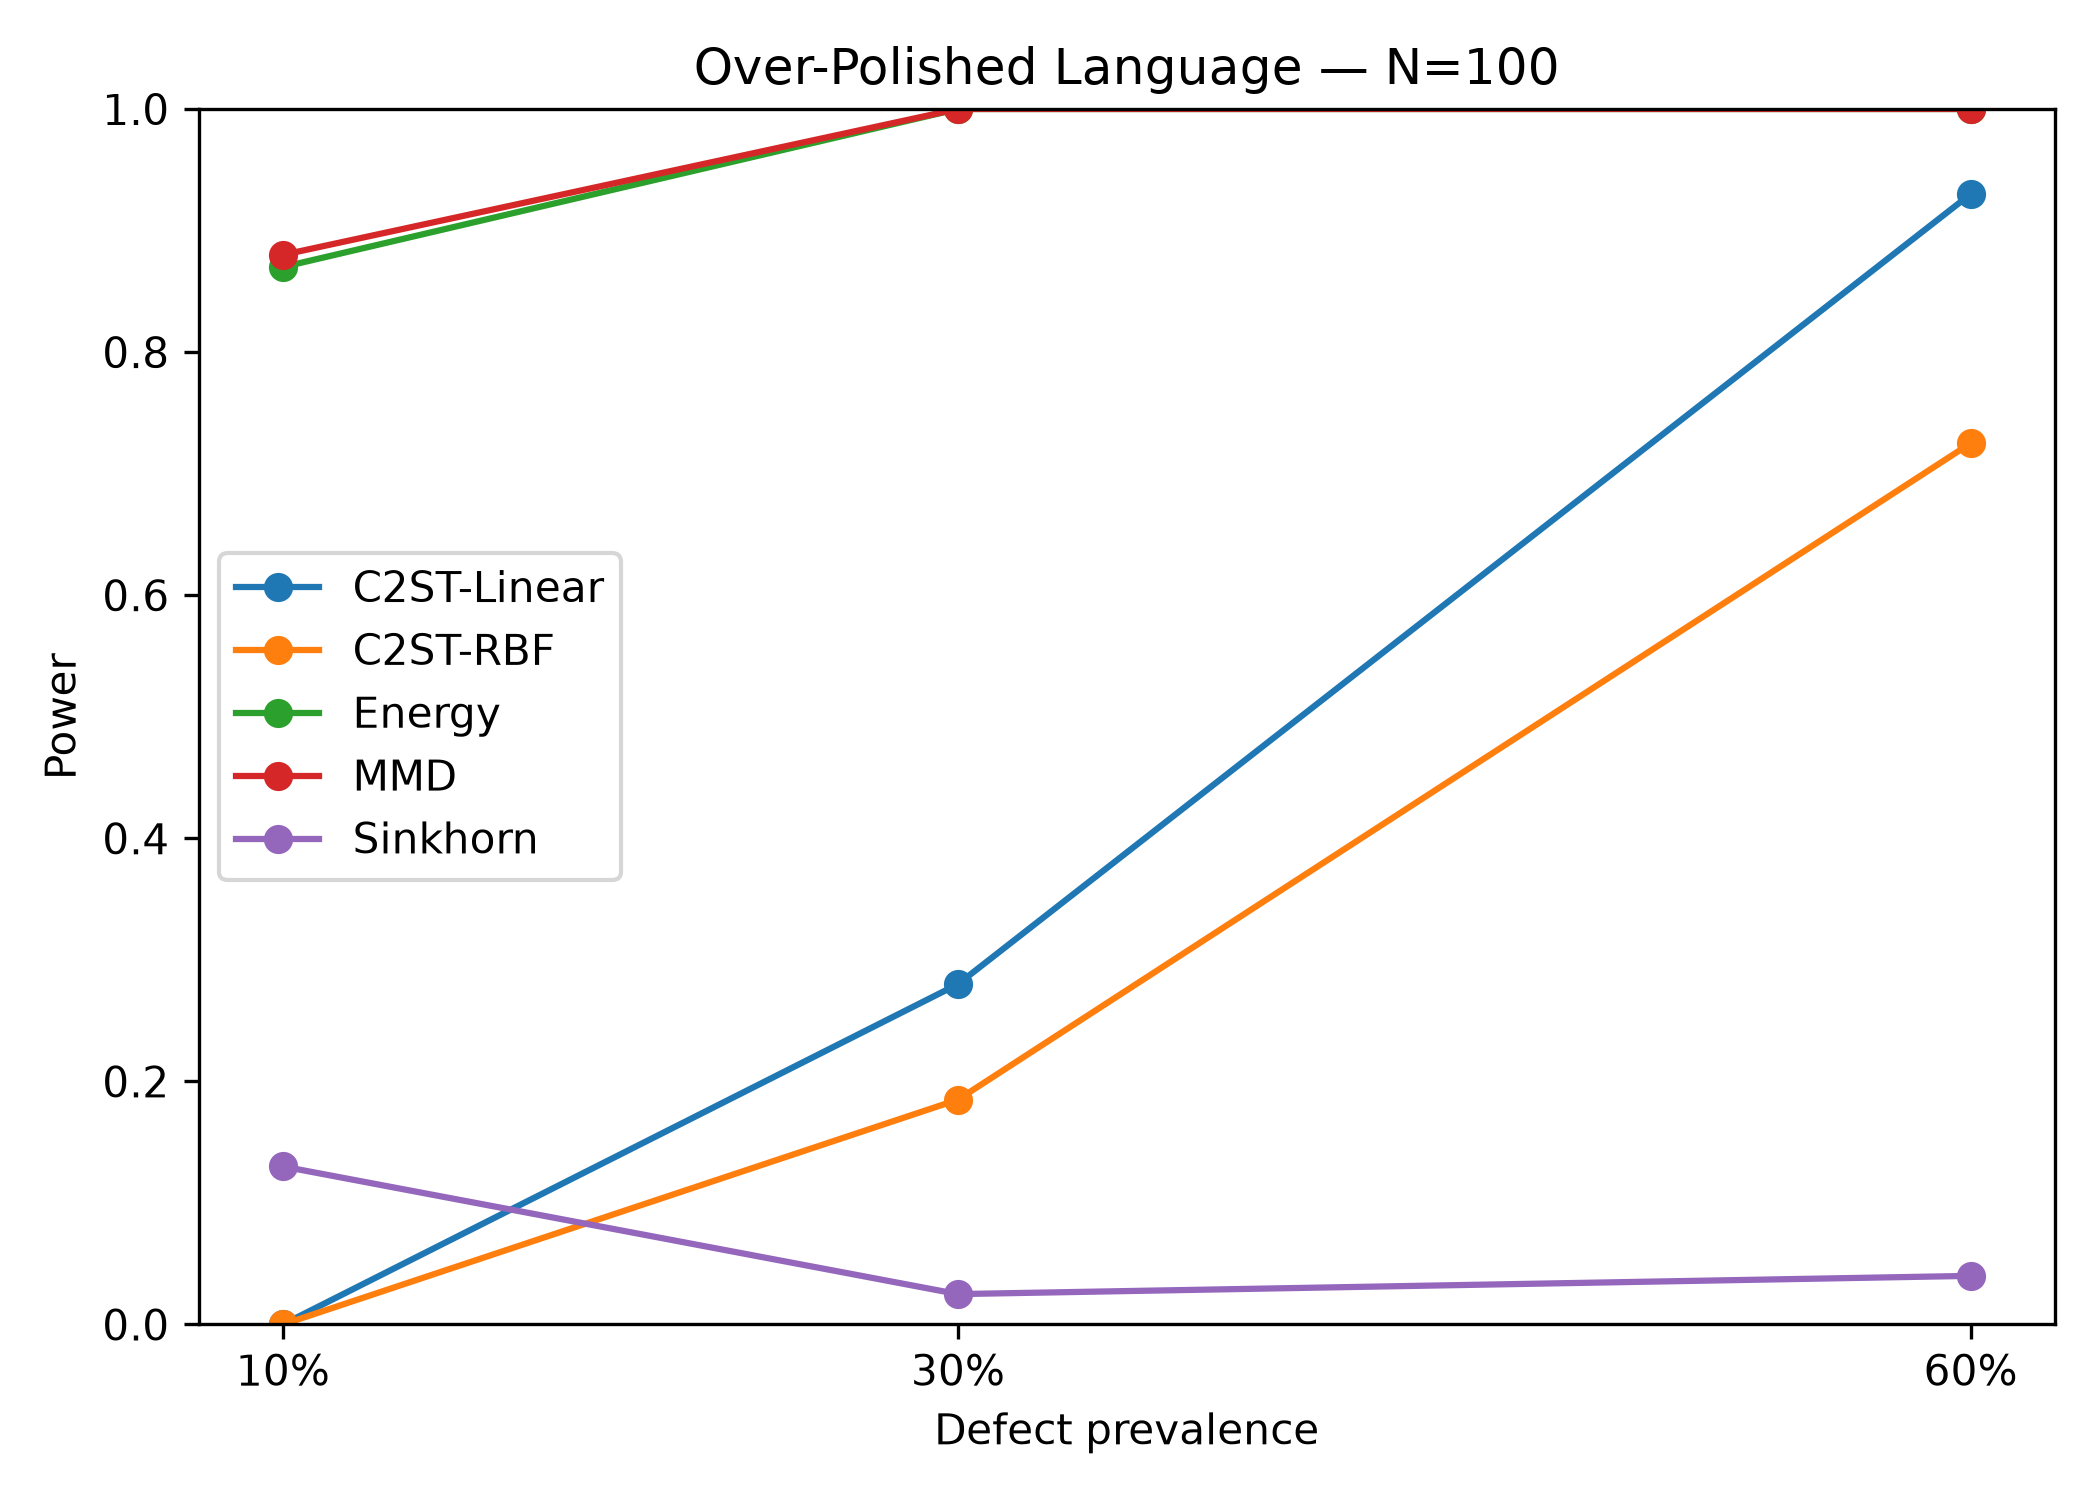 Over-Polished Language — N=100
1.0
0.8
0.6
0.4
0.2
0.0
Power
C2ST-Linear
C2ST-RBF
Energy
MMD
Sinkhorn
10% 30% 60%
Defect prevalence